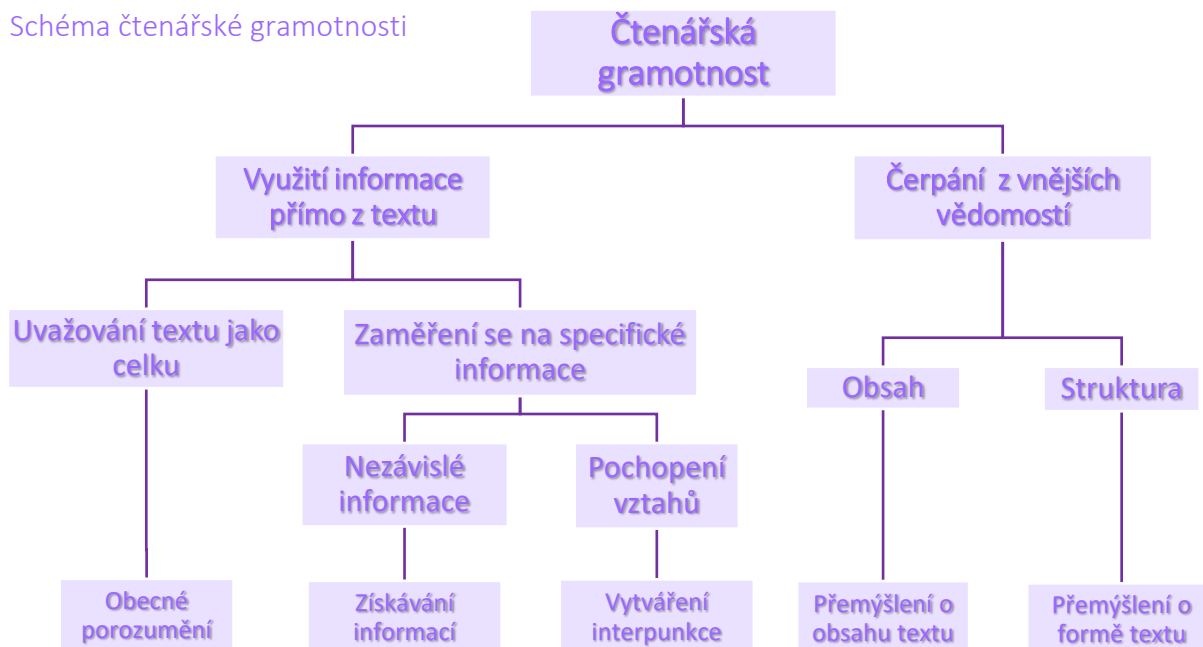 Schéma čtenářské gramotnosti
Čtenářská
gramotnost
Využití informace
přímo z textu
Čerpání  z vnějších
vědomostí
Uvažování textu jako
celku
Zaměření se na specifické
informace
Obsah
Struktura
Nezávislé
informace
Pochopení
vztahů
Obecné
porozumění
Získávání
informací
Vytváření
interpunkce
Přemýšlení o
obsahu textu
Přemýšlení o
formě textu